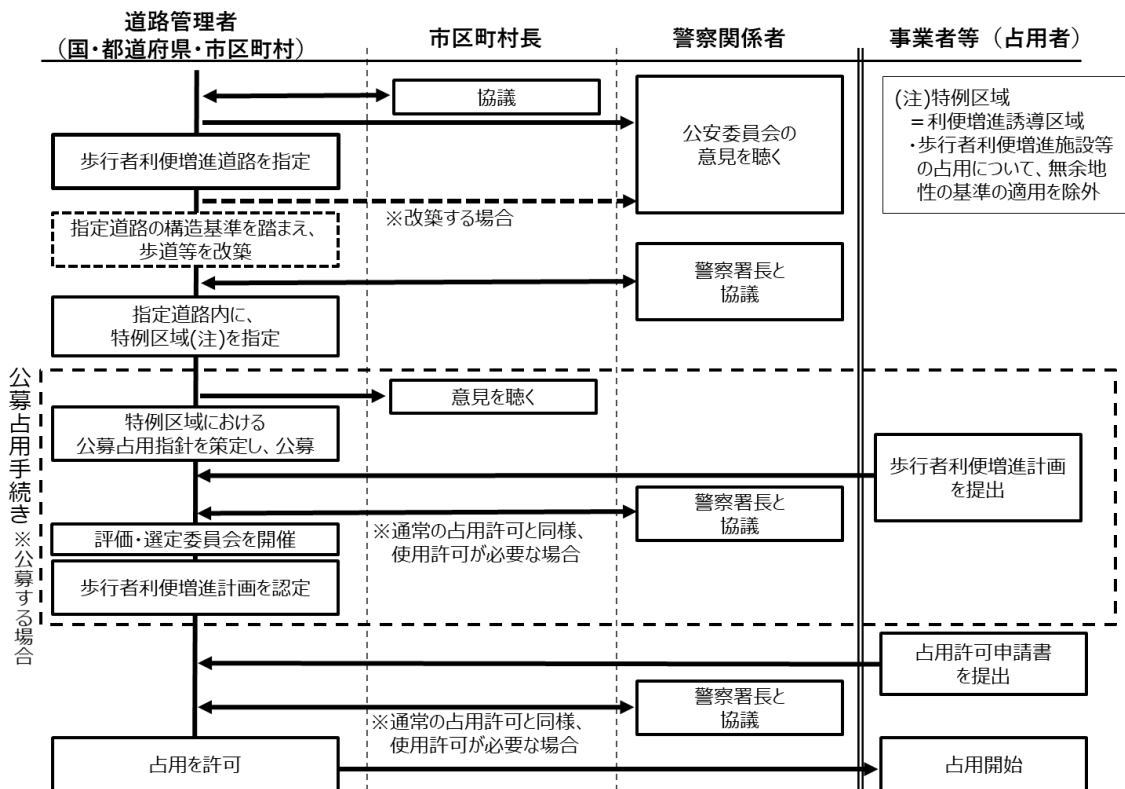 道路管理者
(国・都道府県・市区町村)
市区町村長
警察関係者
事業者等（占用者）
協議
公安委員会の
意見を聴く
(注)特例区域
＝利便増進誘導区域
・歩行者利便増進施設等
の占用について、無余地
性の基準の適用を除外
歩行者利便増進道路を指定
※改築する場合
指定道路の構造基準を踏まえ、
歩道等を改築
警察署長と
協議
指定道路内に、
特例区域(注)を指定
公募占用手続き※公募する場合
意見を聴く
特例区域における
公募占用指針を策定し、公募
歩行者利便増進計画
を提出
警察署長と
協議
※通常の占用許可と同様、
使用許可が必要な場合
評価・選定委員会を開催
歩行者利便増進計画を認定
占用許可申請書
を提出
警察署長と
協議
※通常の占用許可と同様、
使用許可が必要な場合
占用を許可
占用開始